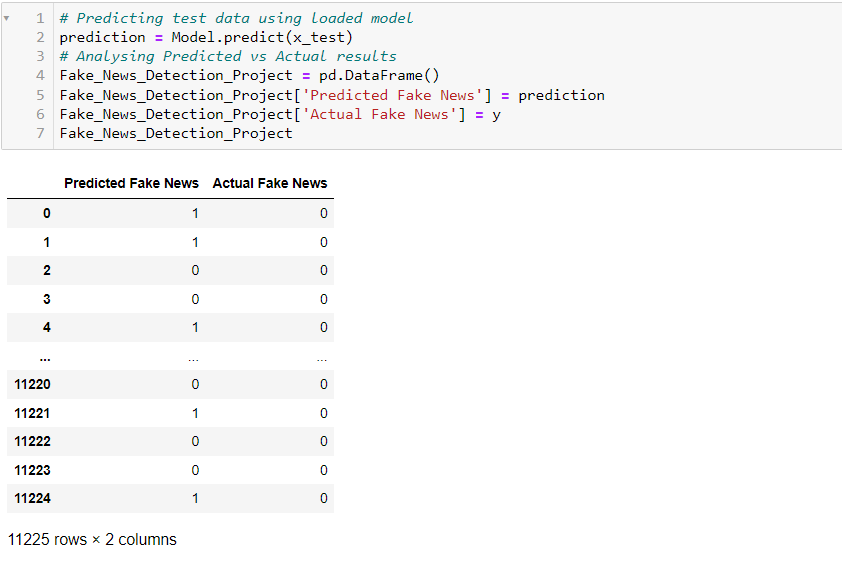 1 # Predicting test data using loaded model
2 prediction = Model.predict(x_test)
3 # Analysing Predicted vs Actual results
4 Fake_News_Detection_Project = pd.DataFrame()
5 Fake_News_Detection_Project['Predicted Fake News'] = prediction
6 Fake_News_Detection_Project['Actual Fake News'] = y
7 Fake_News_Detection_Project
Predicted Fake News Actual Fake News
0 1 0
1 1 0
2 0 0
3 0 0
4 1 0
... ... ...
11220 0 0
11221 1 0
11222 0 0
11223 0 0
11224 1 0
11225 rows × 2 columns